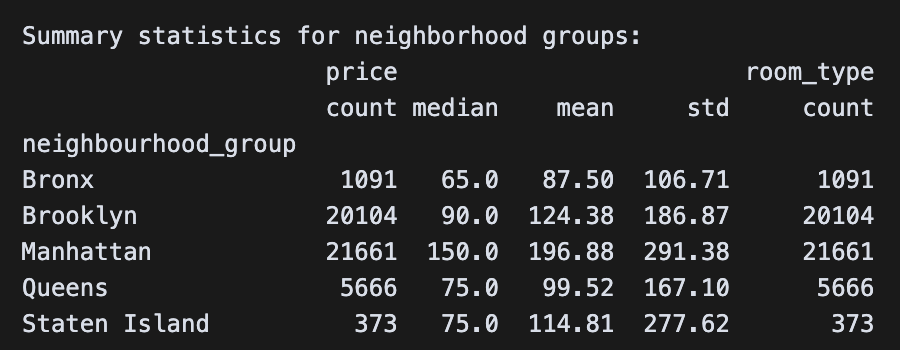 Summary statistics for neighborhood groups:
price room_type
count median mean std count
neighbourhood_group
Bronx 1091 65.0 87.50 106.71 1091
Brooklyn 20104 90.0 124.38 186.87 20104
Manhattan 21661 150.0 196.88 291.38 21661
Queens 5666 75.0 99.52 167.10 5666
Staten Island 373 75.0 114.81 277.62 373